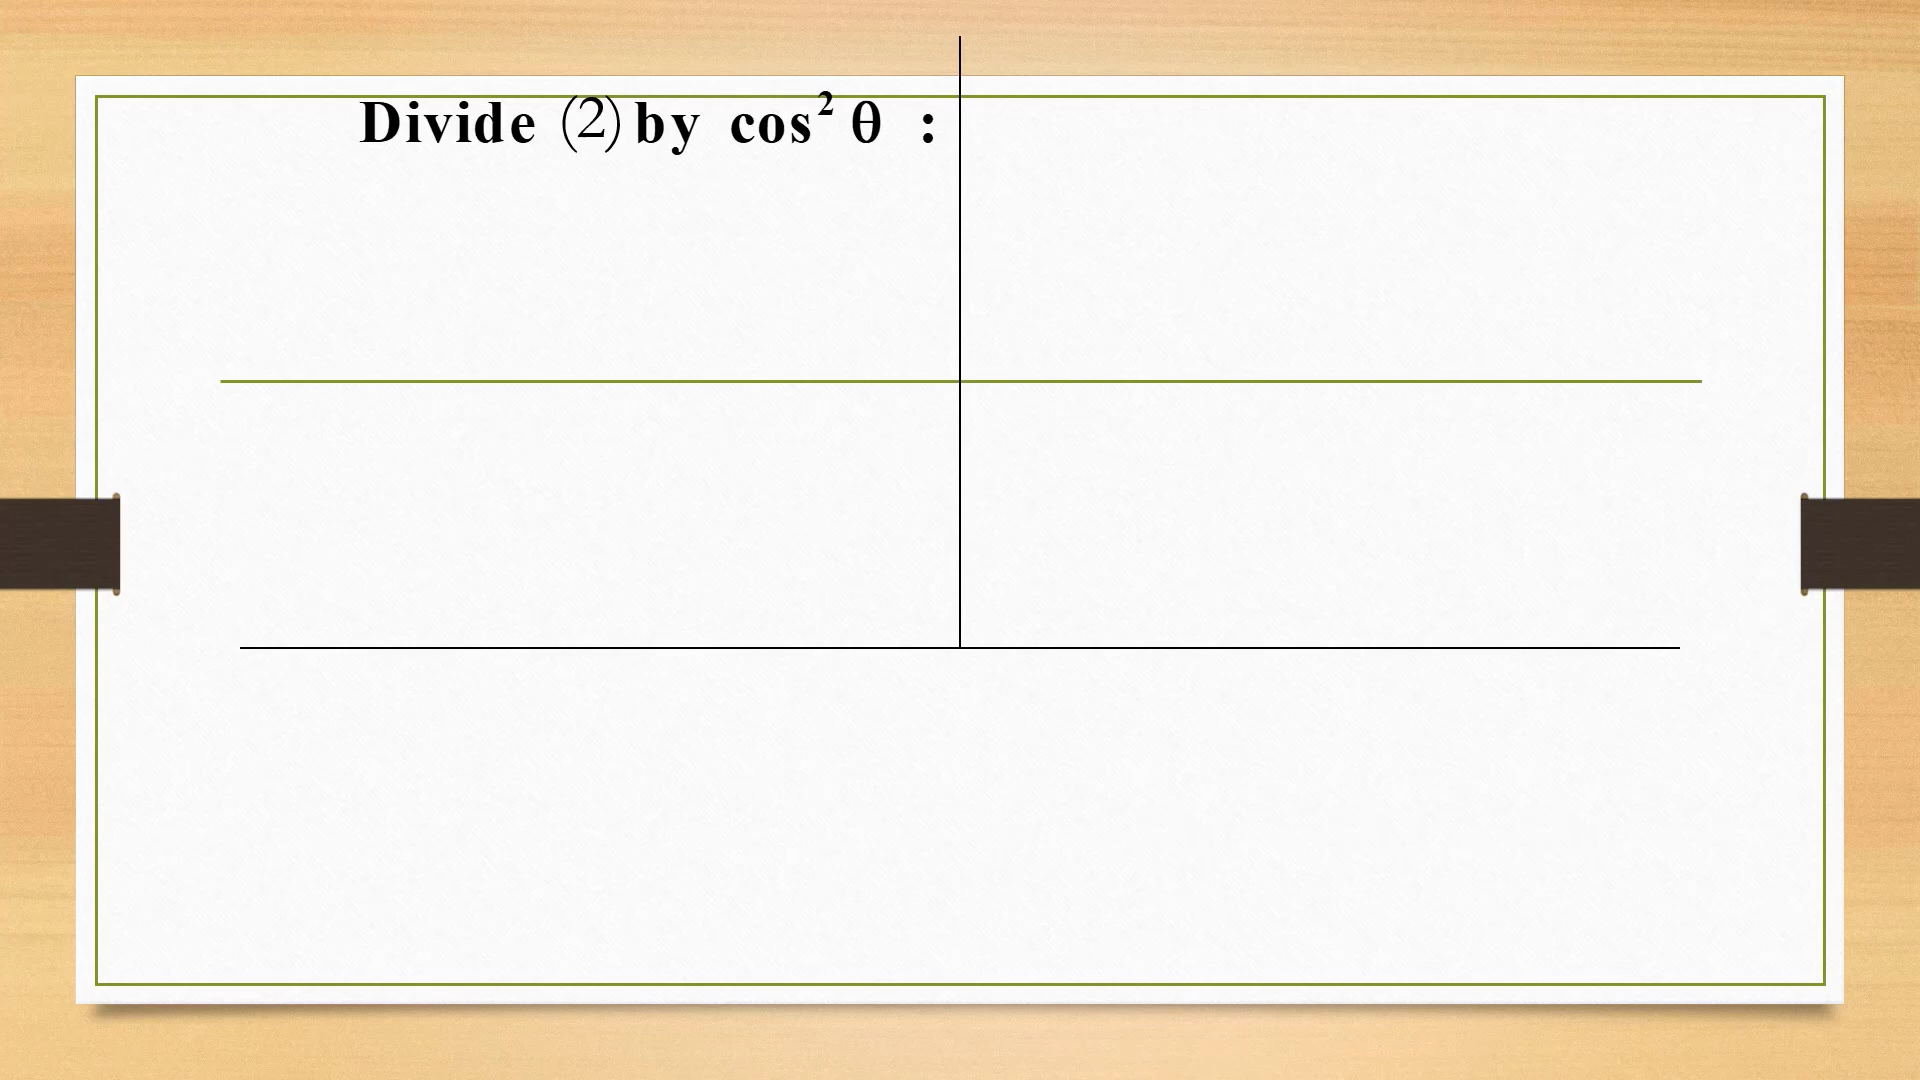 Divide (2) by cos² θ :